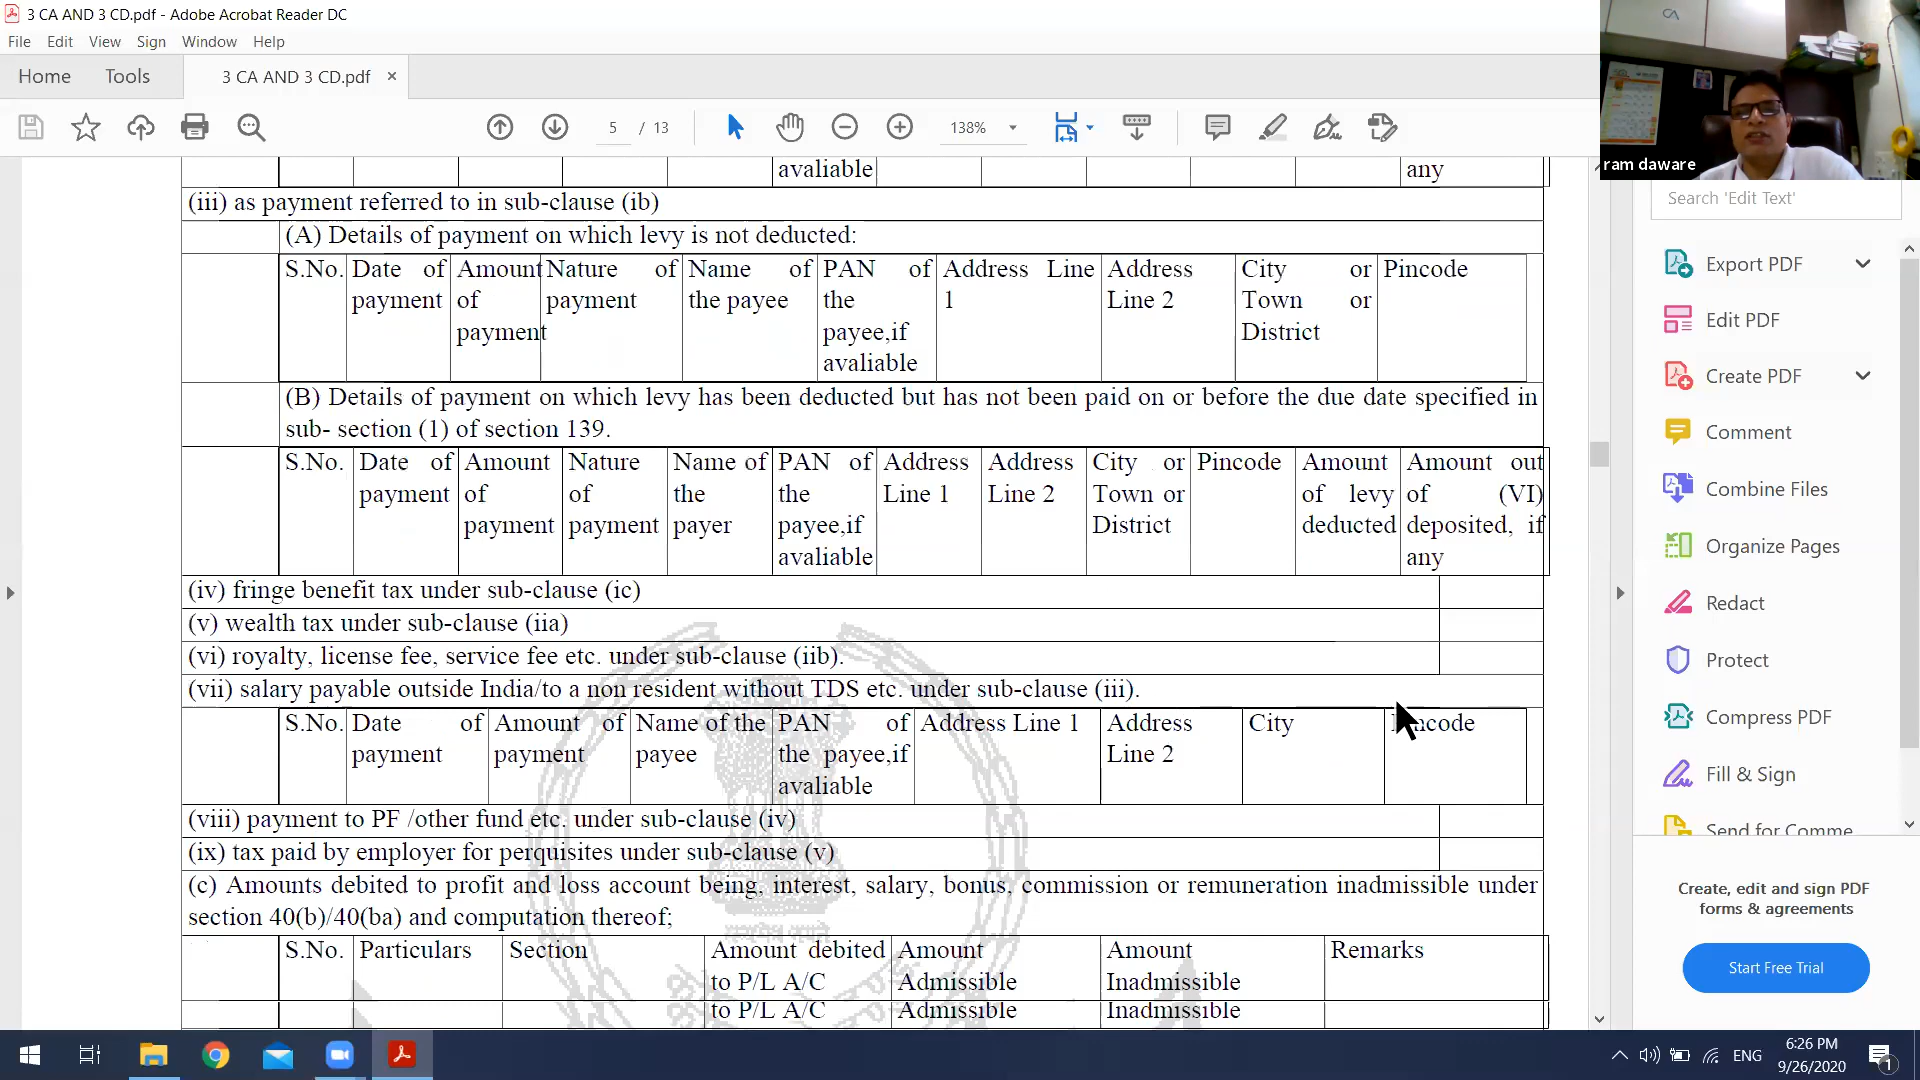 3 CA AND 3 CD.pdf - Adobe Acrobat Reader DC
File Edit View Sign Window Help
Home Tools 3 CA AND 3 CD.pdf ×
5 / 13 138%
ram daware
Search 'Edit Text'
avaliable any
(iii) as payment referred to in sub-clause (ib)
(A) Details of payment on which levy is not deducted:
S.No. Date of Amount Nature of Name of PAN of Address Line Address City or Pincode
payment of payment the payee the 1 Line 2 Town or
payment payee,if District
avaliable
(B) Details of payment on which levy has been deducted but has not been paid on or before the due date specified in
sub- section (1) of section 139.
S.No. Date of Amount Nature Name of PAN of Address Address City or Pincode Amount Amount out
payment of of the the Line 1 Line 2 Town or of levy of (VI)
payment payment payer payee,if District deducted deposited, if
avaliable any
(iv) fringe benefit tax under sub-clause (ic)
(v) wealth tax under sub-clause (iia)
(vi) royalty, license fee, service fee etc. under sub-clause (iib).
(vii) salary payable outside India/to a non resident without TDS etc. under sub-clause (iii).
S.No. Date of Amount of Name of the PAN of Address Line 1 Address City
payment payment payee the payee,if Line 2
avaliable
(viii) payment to PF /other fund etc. under sub-clause (iv)
(ix) tax paid by employer for perquisites under sub-clause (v)
(c) Amounts debited to profit and loss account being, interest, salary, bonus, commission or remuneration inadmissible under
section 40(b)/40(ba) and computation thereof;
S.No. Particulars Section Amount debited Amount Amount Remarks
to P/L A/C Admissible Inadmissible
to P/L A/C Admissible Inadmissible
Export PDF
Edit PDF
Create PDF
Comment
Combine Files
Organize Pages
Redact
Protect
Compress PDF
Fill & Sign
Send for Comme
Create, edit and sign PDF
forms & agreements
Start Free Trial
ENG
6:26 PM
9/26/2020
1